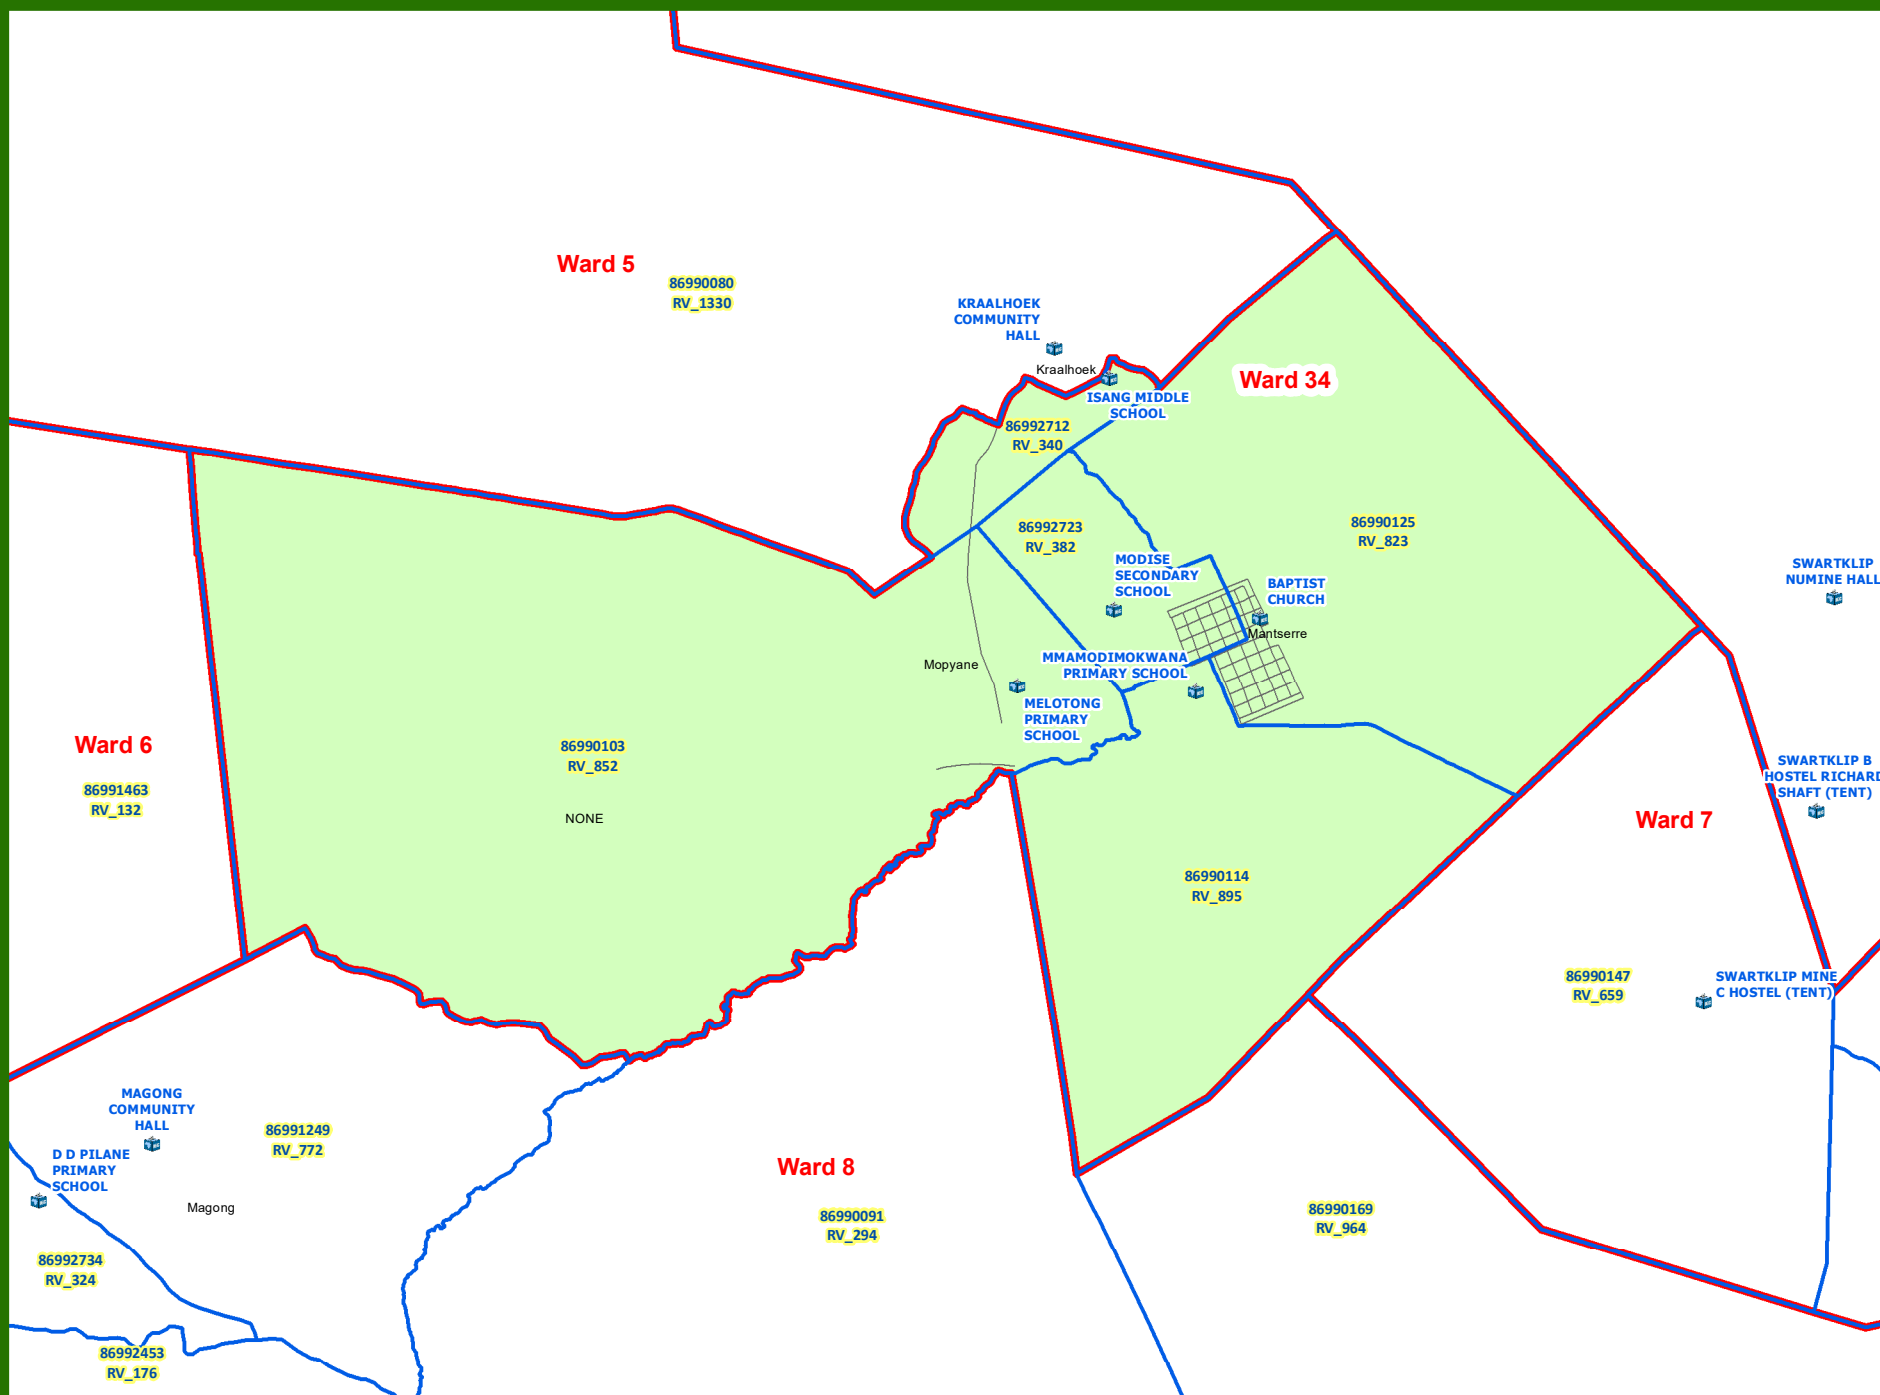 Ward 5
86990080
RV_1330
KRAALHOEK
COMMUNITY
HALL
Kraalhoek
Ward 34
ISANG MIDDLE
SCHOOL
86992712
RV_340
86992723
RV_382
86990125
RV_823
MODISE
SECONDARY
SCHOOL
BAPTIST
CHURCH
Mantserre
SWARTKLIP
NUMINE HALL
Mopyane
MMAMODIMOKWANA
PRIMARY SCHOOL
MELOTONG
PRIMARY
SCHOOL
Ward 6
86991463
RV_132
86990103
RV_852
NONE
SWARTKLIP B
HOSTEL RICHARD
SHAFT (TENT)
Ward 7
86990114
RV_895
86990147
RV_659
SWARTKLIP MINE
C HOSTEL (TENT)
MAGONG
COMMUNITY
HALL
86991249
RV_772
D D PILANE
PRIMARY
SCHOOL
Magong
Ward 8
86990091
RV_294
86990169
RV_964
86992734
RV_324
86992453
RV_176